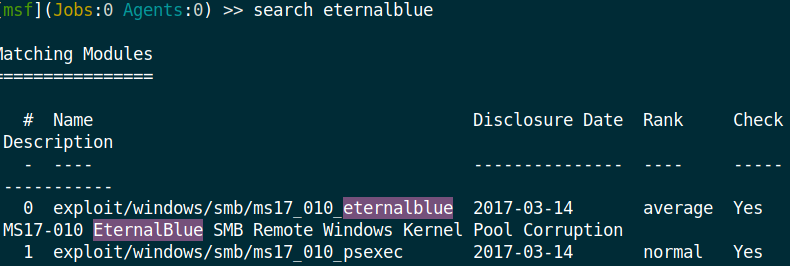 [msf](Jobs:0 Agents:0) >> search eternalblue
Matching Modules
================
# Name Disclosure Date Rank Check
Description
- ---- --------------- ---- -----
-----------
0 exploit/windows/smb/ms17_010_eternalblue 2017-03-14 average Yes
MS17-010 EternalBlue SMB Remote Windows Kernel Pool Corruption
1 exploit/windows/smb/ms17_010_psexec 2017-03-14 normal Yes